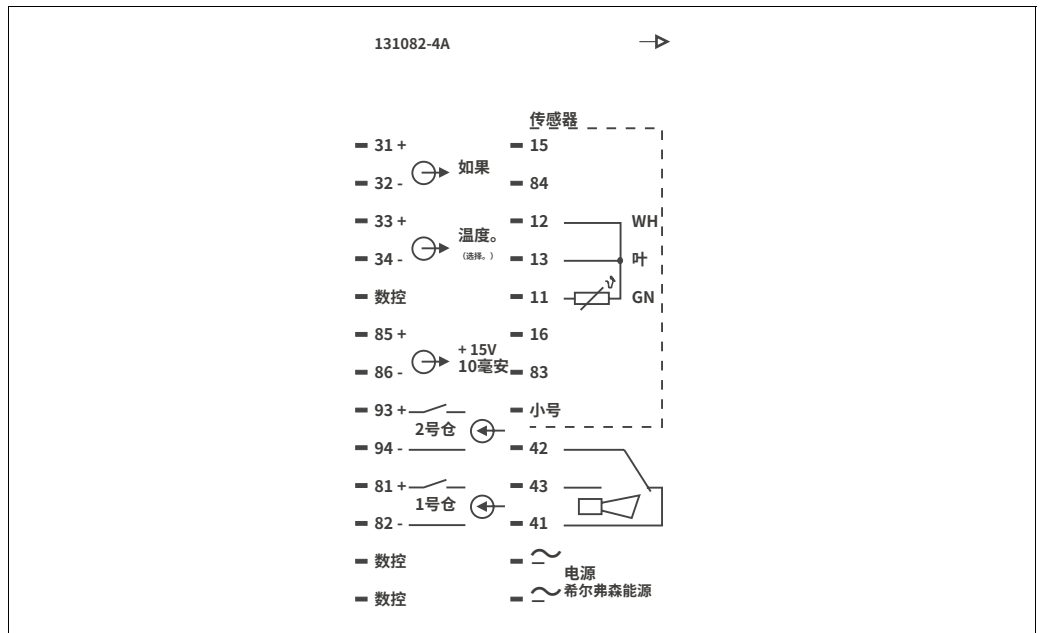 131082-4A
传感器
31 +
15
如果
32 -
84
33 +
12
WH
温度。
(选择。)
34 -
13
叶
数控
11
GN
85 +
16
+ 15V
10毫安
86 -
83
93 +
小号
2号仓
94 -
42
81 +
43
1号仓
82 -
41
数控
电源
希尔弗森能源
数控